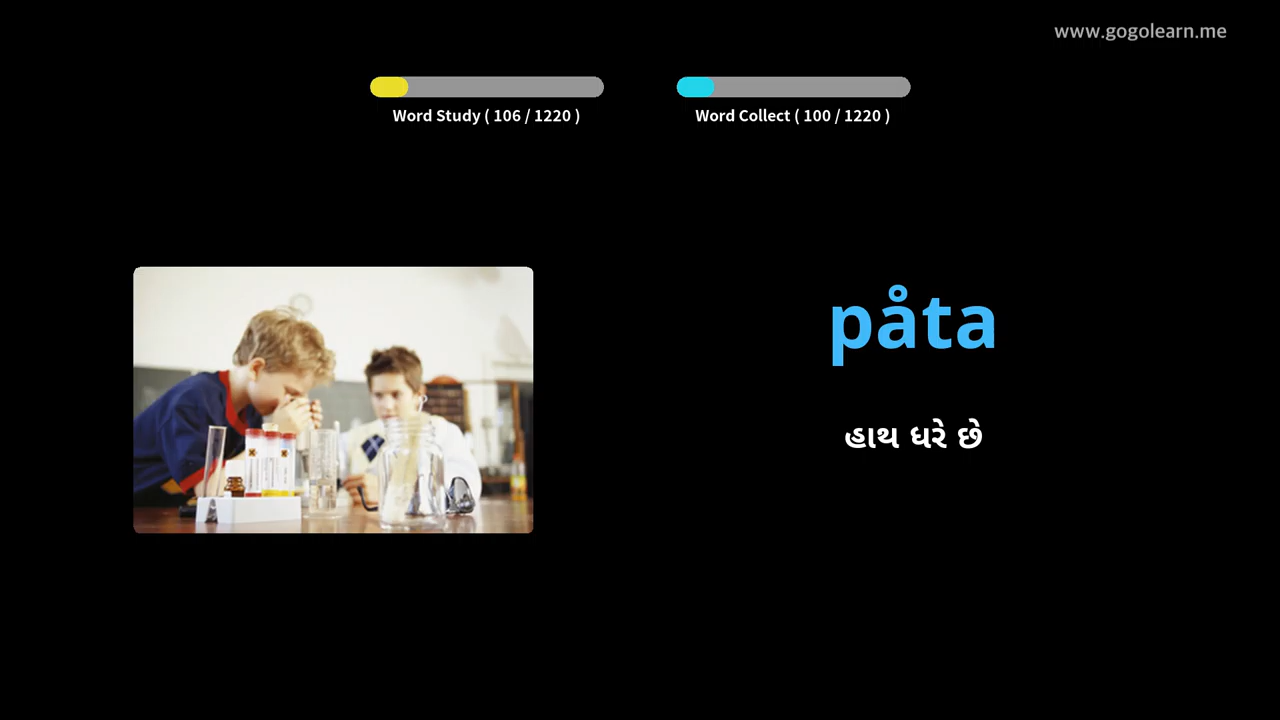 www.gogolearn.me
Word Study ( 106 / 1220 )
Word Collect ( 100 / 1220 )
påta
હાથ ધરે છે